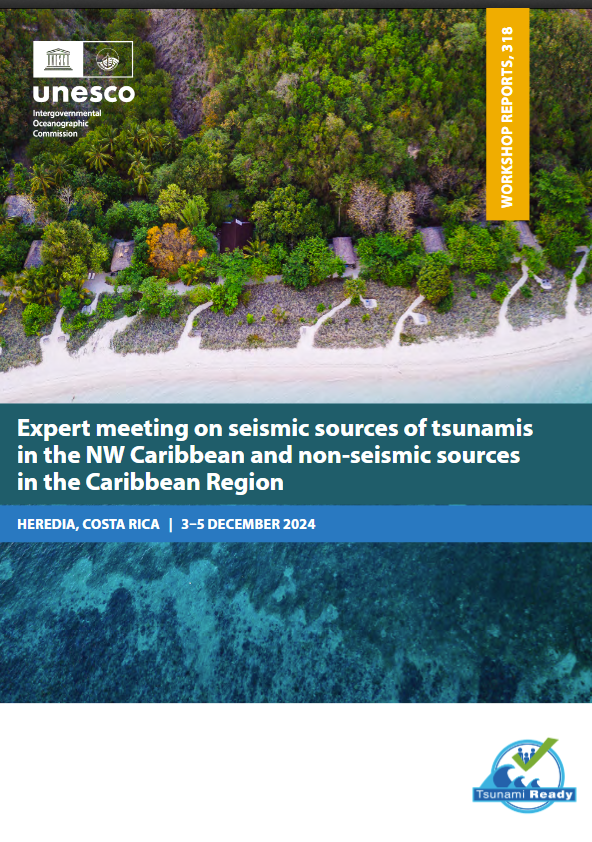 unesco
Intergovernmental
Oceanographic
Commission
WORKSHOP REPORTS, 318
Expert meeting on seismic sources of tsunamis
in the NW Caribbean and non-seismic sources
in the Caribbean Region
HEREDIA, COSTA RICA | 3–5 DECEMBER 2024
Tsunami Ready